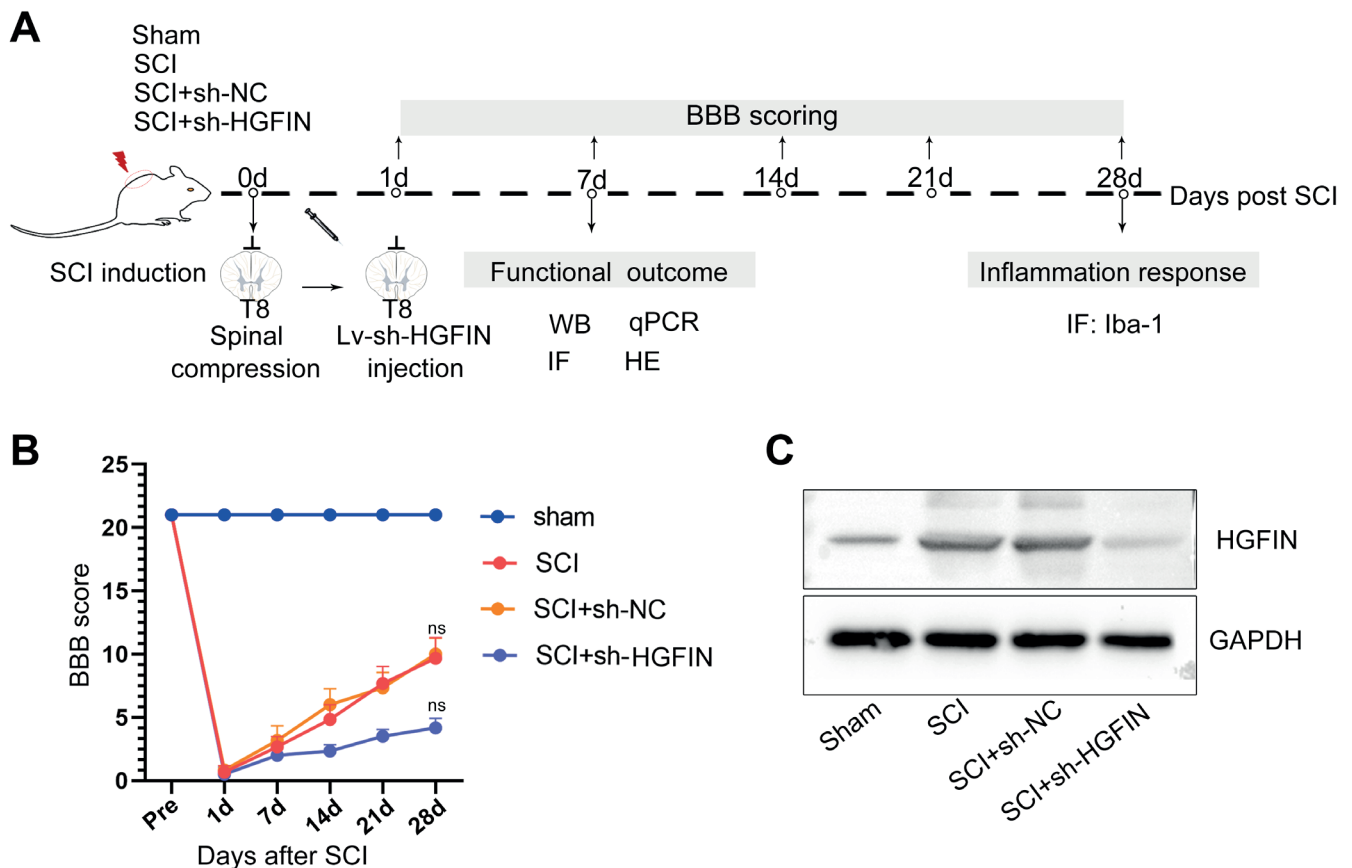 A
Sham
SCI
SCI+sh-NC
SCI+sh-HGFIN
BBB scoring
0d
1d
7d
14d
21d
28d
Days post SCI
SCI induction
T8
T8
Spinal
compression
Lv-sh-HGFIN
injection
Functional outcome
WB qPCR
IF HE
Inflammation response
IF: Iba-1
B
25
20
15
10
5
0
BBB score
ns
ns
Pre
1d
7d
14d
21d
28d
Days after SCI
sham
SCI
SCI+sh-NC
SCI+sh-HGFIN
C
HGFIN
GAPDH
Sham
SCI
SCI+sh-NC
SCI+sh-HGFIN